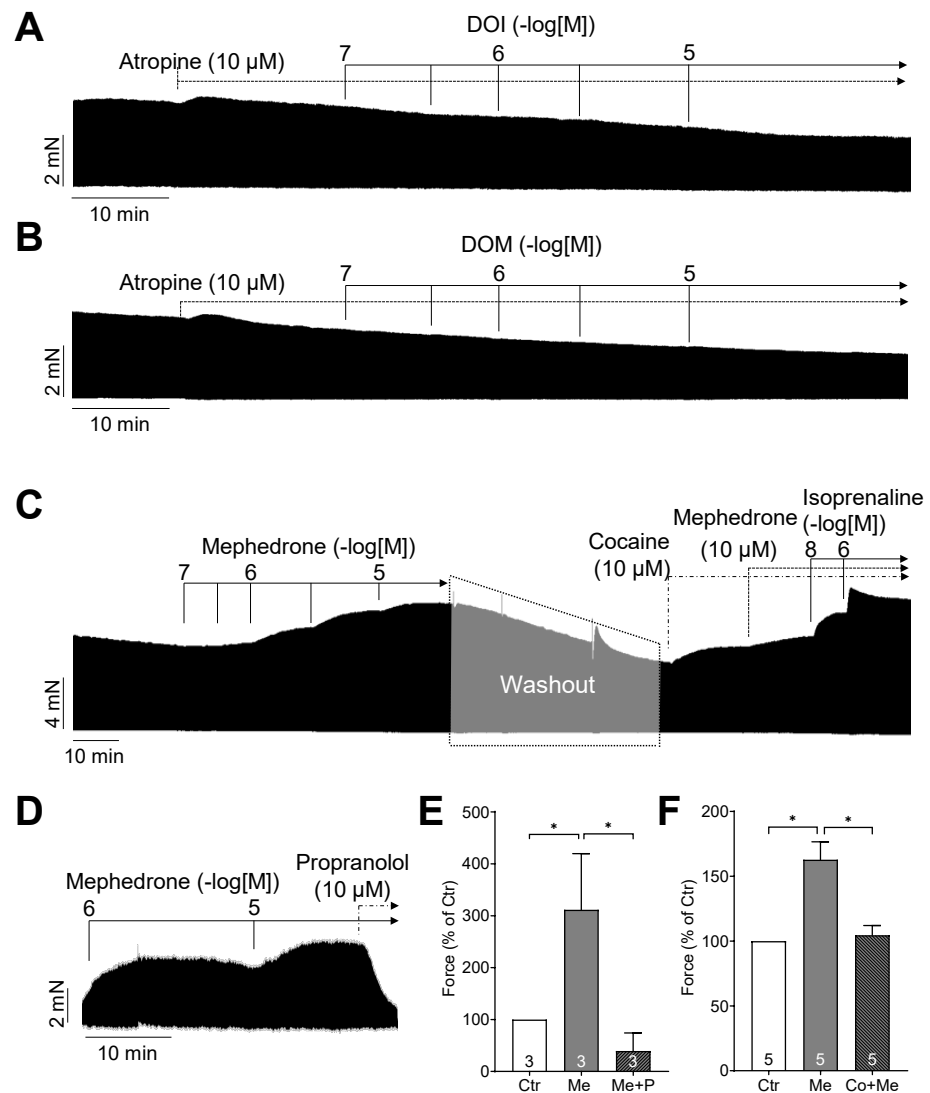 A
DOI (-log[M])
Atropine (10 µM)
7
6
5
2 mN
10 min
B
DOM (-log[M])
Atropine (10 µM)
7
6
5
2 mN
10 min
C
Isoprenaline
(-log[M])
Mephedrone
(10 µM)
Cocaine
(10 µM)
Mephedrone (-log[M])
7
6
5
8
6
Washout
4 mN
10 min
D
Propranolol
(10 µM)
Mephedrone (-log[M])
6
5
2 mN
10 min
E
Force (% of Ctr)
500
400
300
200
100
0
*
*
3
3
3
Ctr
Me
Me+P
F
Force (% of Ctr)
200
150
100
50
0
*
*
5
5
5
Ctr
Me
Co+Me